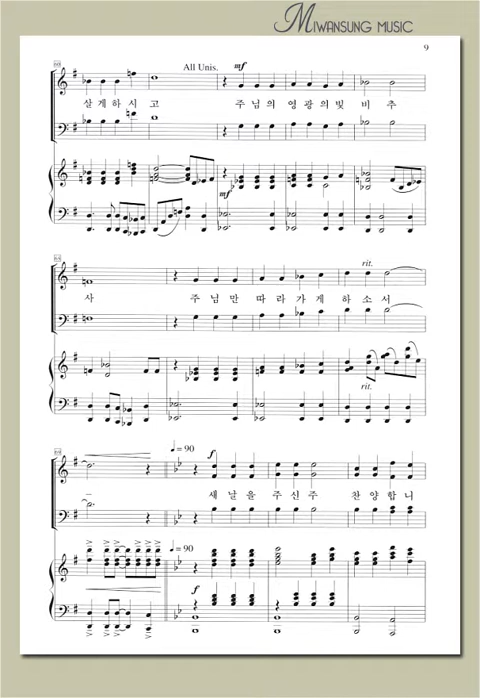 MIWANSUNG MUSIC
9
60
All Unis.
mf
살 게 하 시 고 주 님 의 영 광 의 빛 비 추
mf
rit.
사 주 님 만 따 라 가 게 하 소 서
rit.
♩ = 90
f
새 날 을 주 신 주 찬 양 합 니
♩ = 90
f